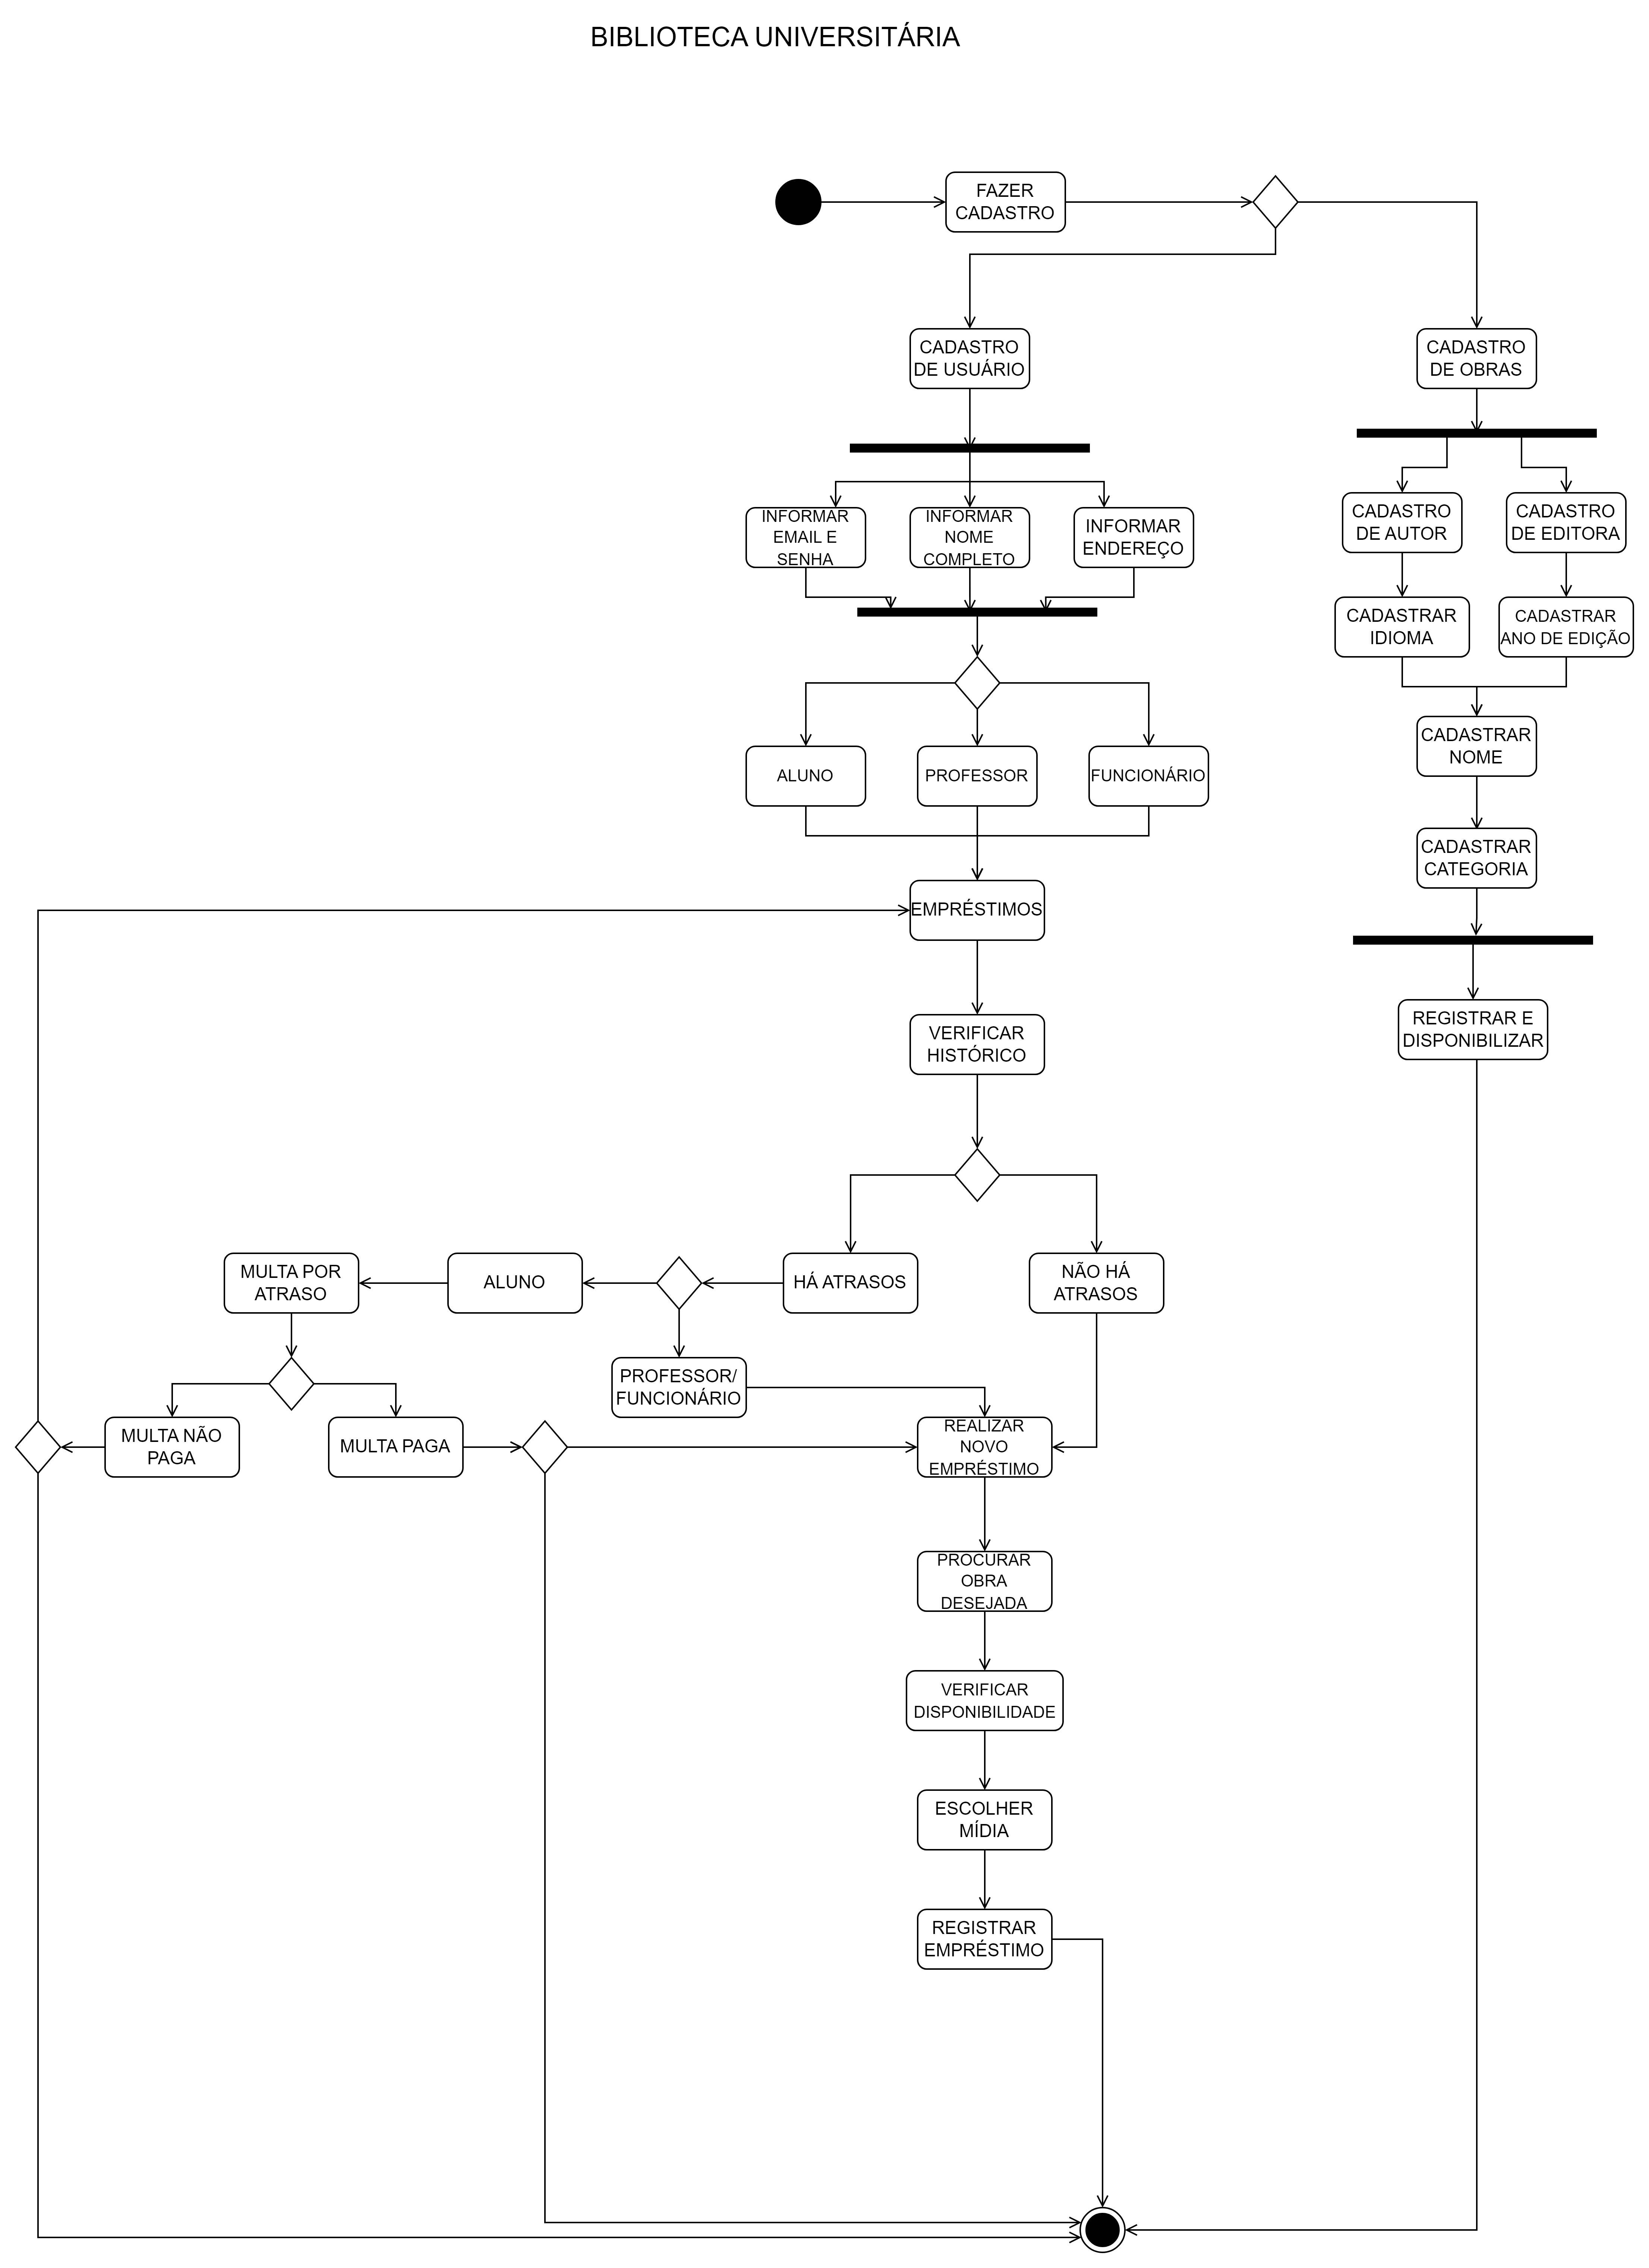 BIBLIOTECA UNIVERSITÁRIA
FAZER
CADASTRO
CADASTRO
DE USUÁRIO
CADASTRO
DE OBRAS
INFORMAR
EMAIL E
SENHA
INFORMAR
NOME
COMPLETO
INFORMAR
ENDEREÇO
CADASTRO
DE AUTOR
CADASTRO
DE EDITORA
CADASTRAR
IDIOMA
CADASTRAR
ANO DE EDIÇÃO
CADASTRAR
NOME
ALUNO
PROFESSOR
FUNCIONÁRIO
CADASTRAR
CATEGORIA
EMPRÉSTIMOS
REGISTRAR E
DISPONIBILIZAR
VERIFICAR
HISTÓRICO
MULTA POR
ATRASO
ALUNO
HÁ ATRASOS
NÃO HÁ
ATRASOS
PROFESSOR/
FUNCIONÁRIO
MULTA NÃO
PAGA
MULTA PAGA
REALIZAR
NOVO
EMPRÉSTIMO
PROCURAR
OBRA
DESEJADA
VERIFICAR
DISPONIBILIDADE
ESCOLHER
MÍDIA
REGISTRAR
EMPRÉSTIMO